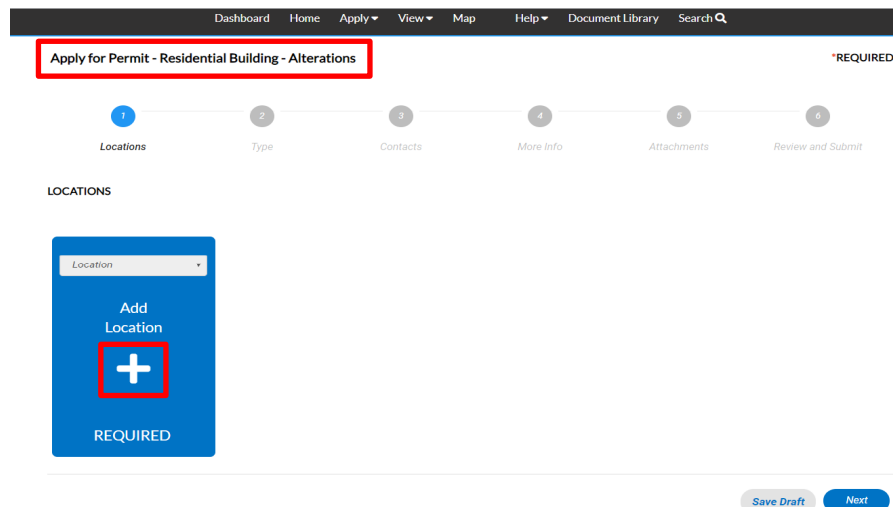 Dashboard Home Apply View Map Help Document Library Search
Apply for Permit - Residential Building - Alterations *REQUIRED
1 2 3 4 5 6
Locations Type Contacts More Info Attachments Review and Submit
LOCATIONS
Location
Add
Location
REQUIRED
Save Draft Next